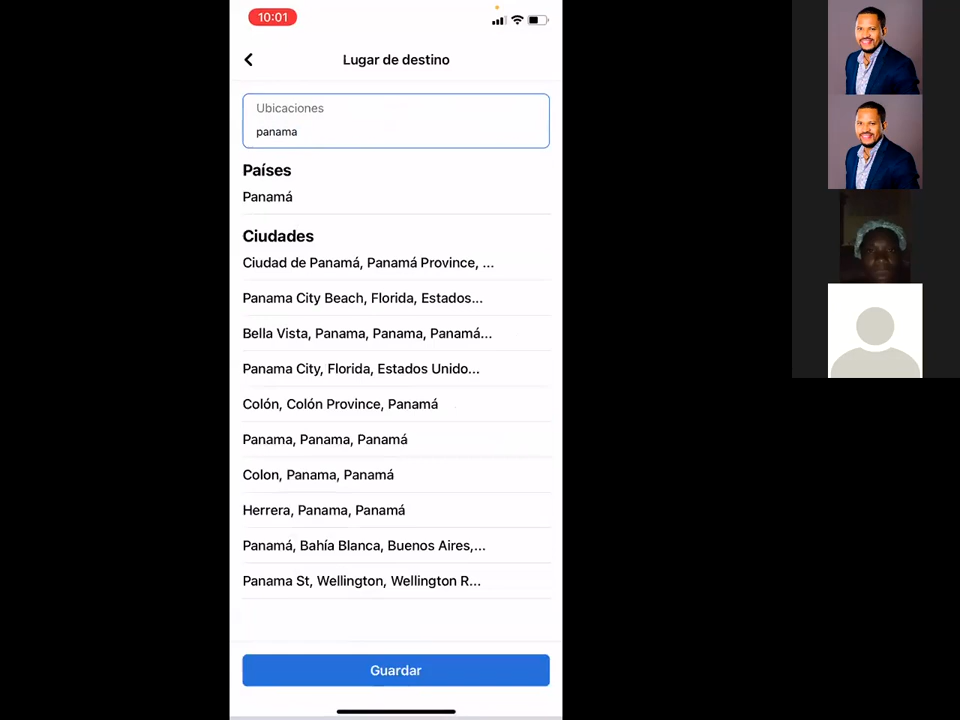 10:01
Lugar de destino
Ubicaciones
panama
Países
Panamá
Ciudades
Ciudad de Panamá, Panamá Province, ...
Panama City Beach, Florida, Estados...
Bella Vista, Panama, Panama, Panamá...
Panama City, Florida, Estados Unido...
Colón, Colón Province, Panamá
Panama, Panama, Panamá
Colon, Panama, Panamá
Herrera, Panama, Panamá
Panamá, Bahía Blanca, Buenos Aires,...
Panama St, Wellington, Wellington R...
Guardar